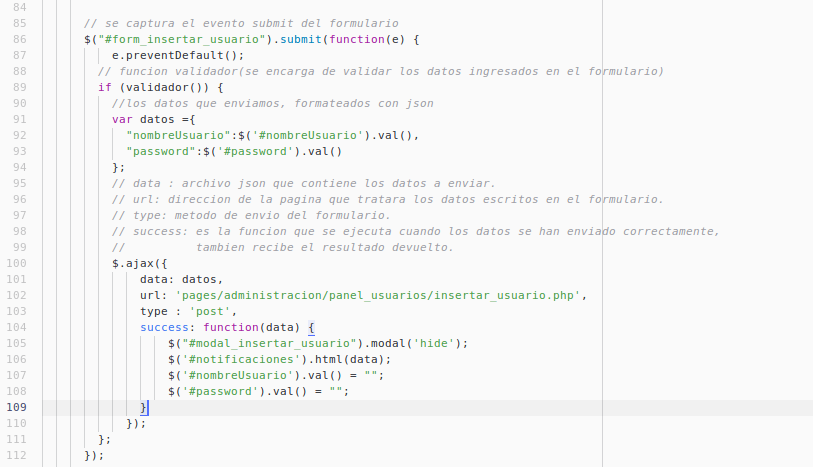 84
85 // se captura el evento submit del formulario
86 $("#form_insertar_usuario").submit(function(e) {
87 e.preventDefault();
88 // funcion validador(se encarga de validar los datos ingresados en el formulario)
89 if (validador()) {
90 //los datos que enviamos, formateados con json
91 var datos ={
92 "nombreUsuario":$('#nombreUsuario').val(),
93 "password":$('#password').val()
94 };
95 // data : archivo json que contiene los datos a enviar.
96 // url: direccion de la pagina que tratara los datos escritos en el formulario.
97 // type: metodo de envio del formulario.
98 // success: es la funcion que se ejecuta cuando los datos se han enviado correctamente,
99 // tambien recibe el resultado devuelto.
100 $.ajax({
101 data: datos,
102 url: 'pages/administracion/panel_usuarios/insertar_usuario.php',
103 type : 'post',
104 success: function(data) {
105 $("#modal_insertar_usuario").modal('hide');
106 $('#notificaciones').html(data);
107 $('#nombreUsuario').val() = "";
108 $('#password').val() = "";
109 }
110 });
111 };
112 });